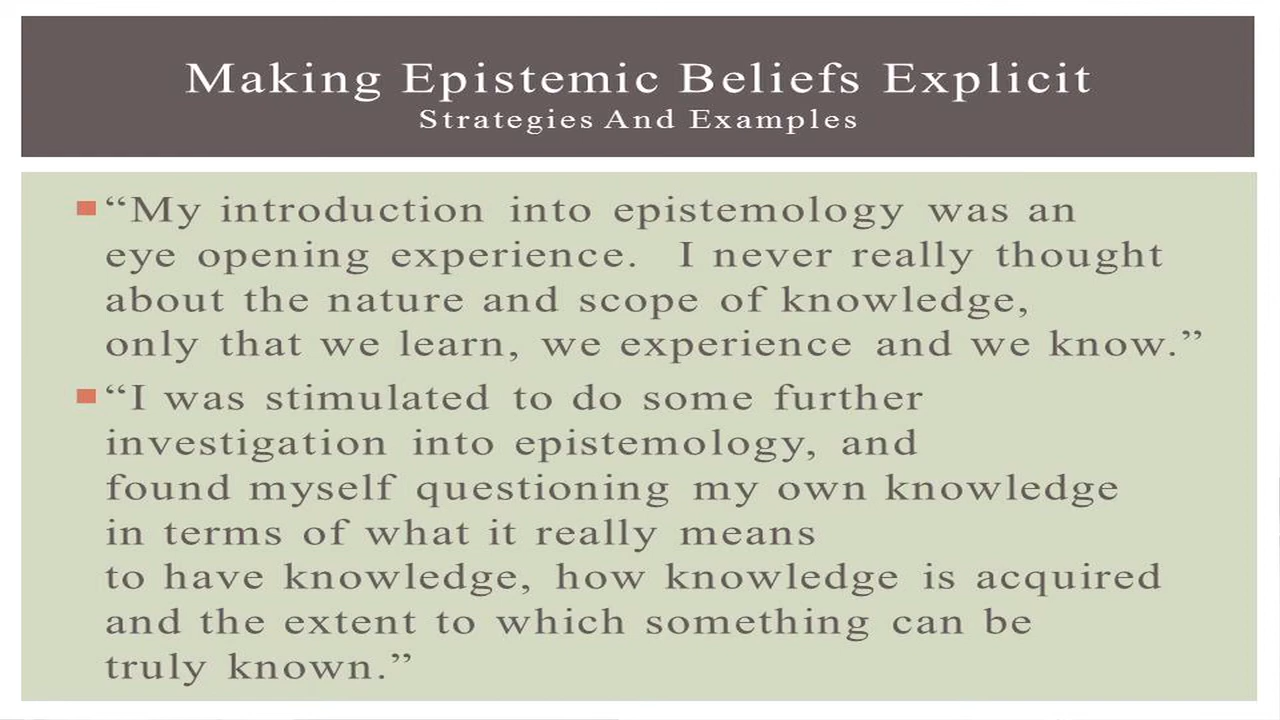 Making Epistemic Beliefs Explicit
Strategies And Examples
“My introduction into epistemology was an
eye opening experience. I never really thought
about the nature and scope of knowledge,
only that we learn, we experience and we know.”
“I was stimulated to do some further
investigation into epistemology, and
found myself questioning my own knowledge
in terms of what it really means
to have knowledge, how knowledge is acquired
and the extent to which something can be
truly known.”